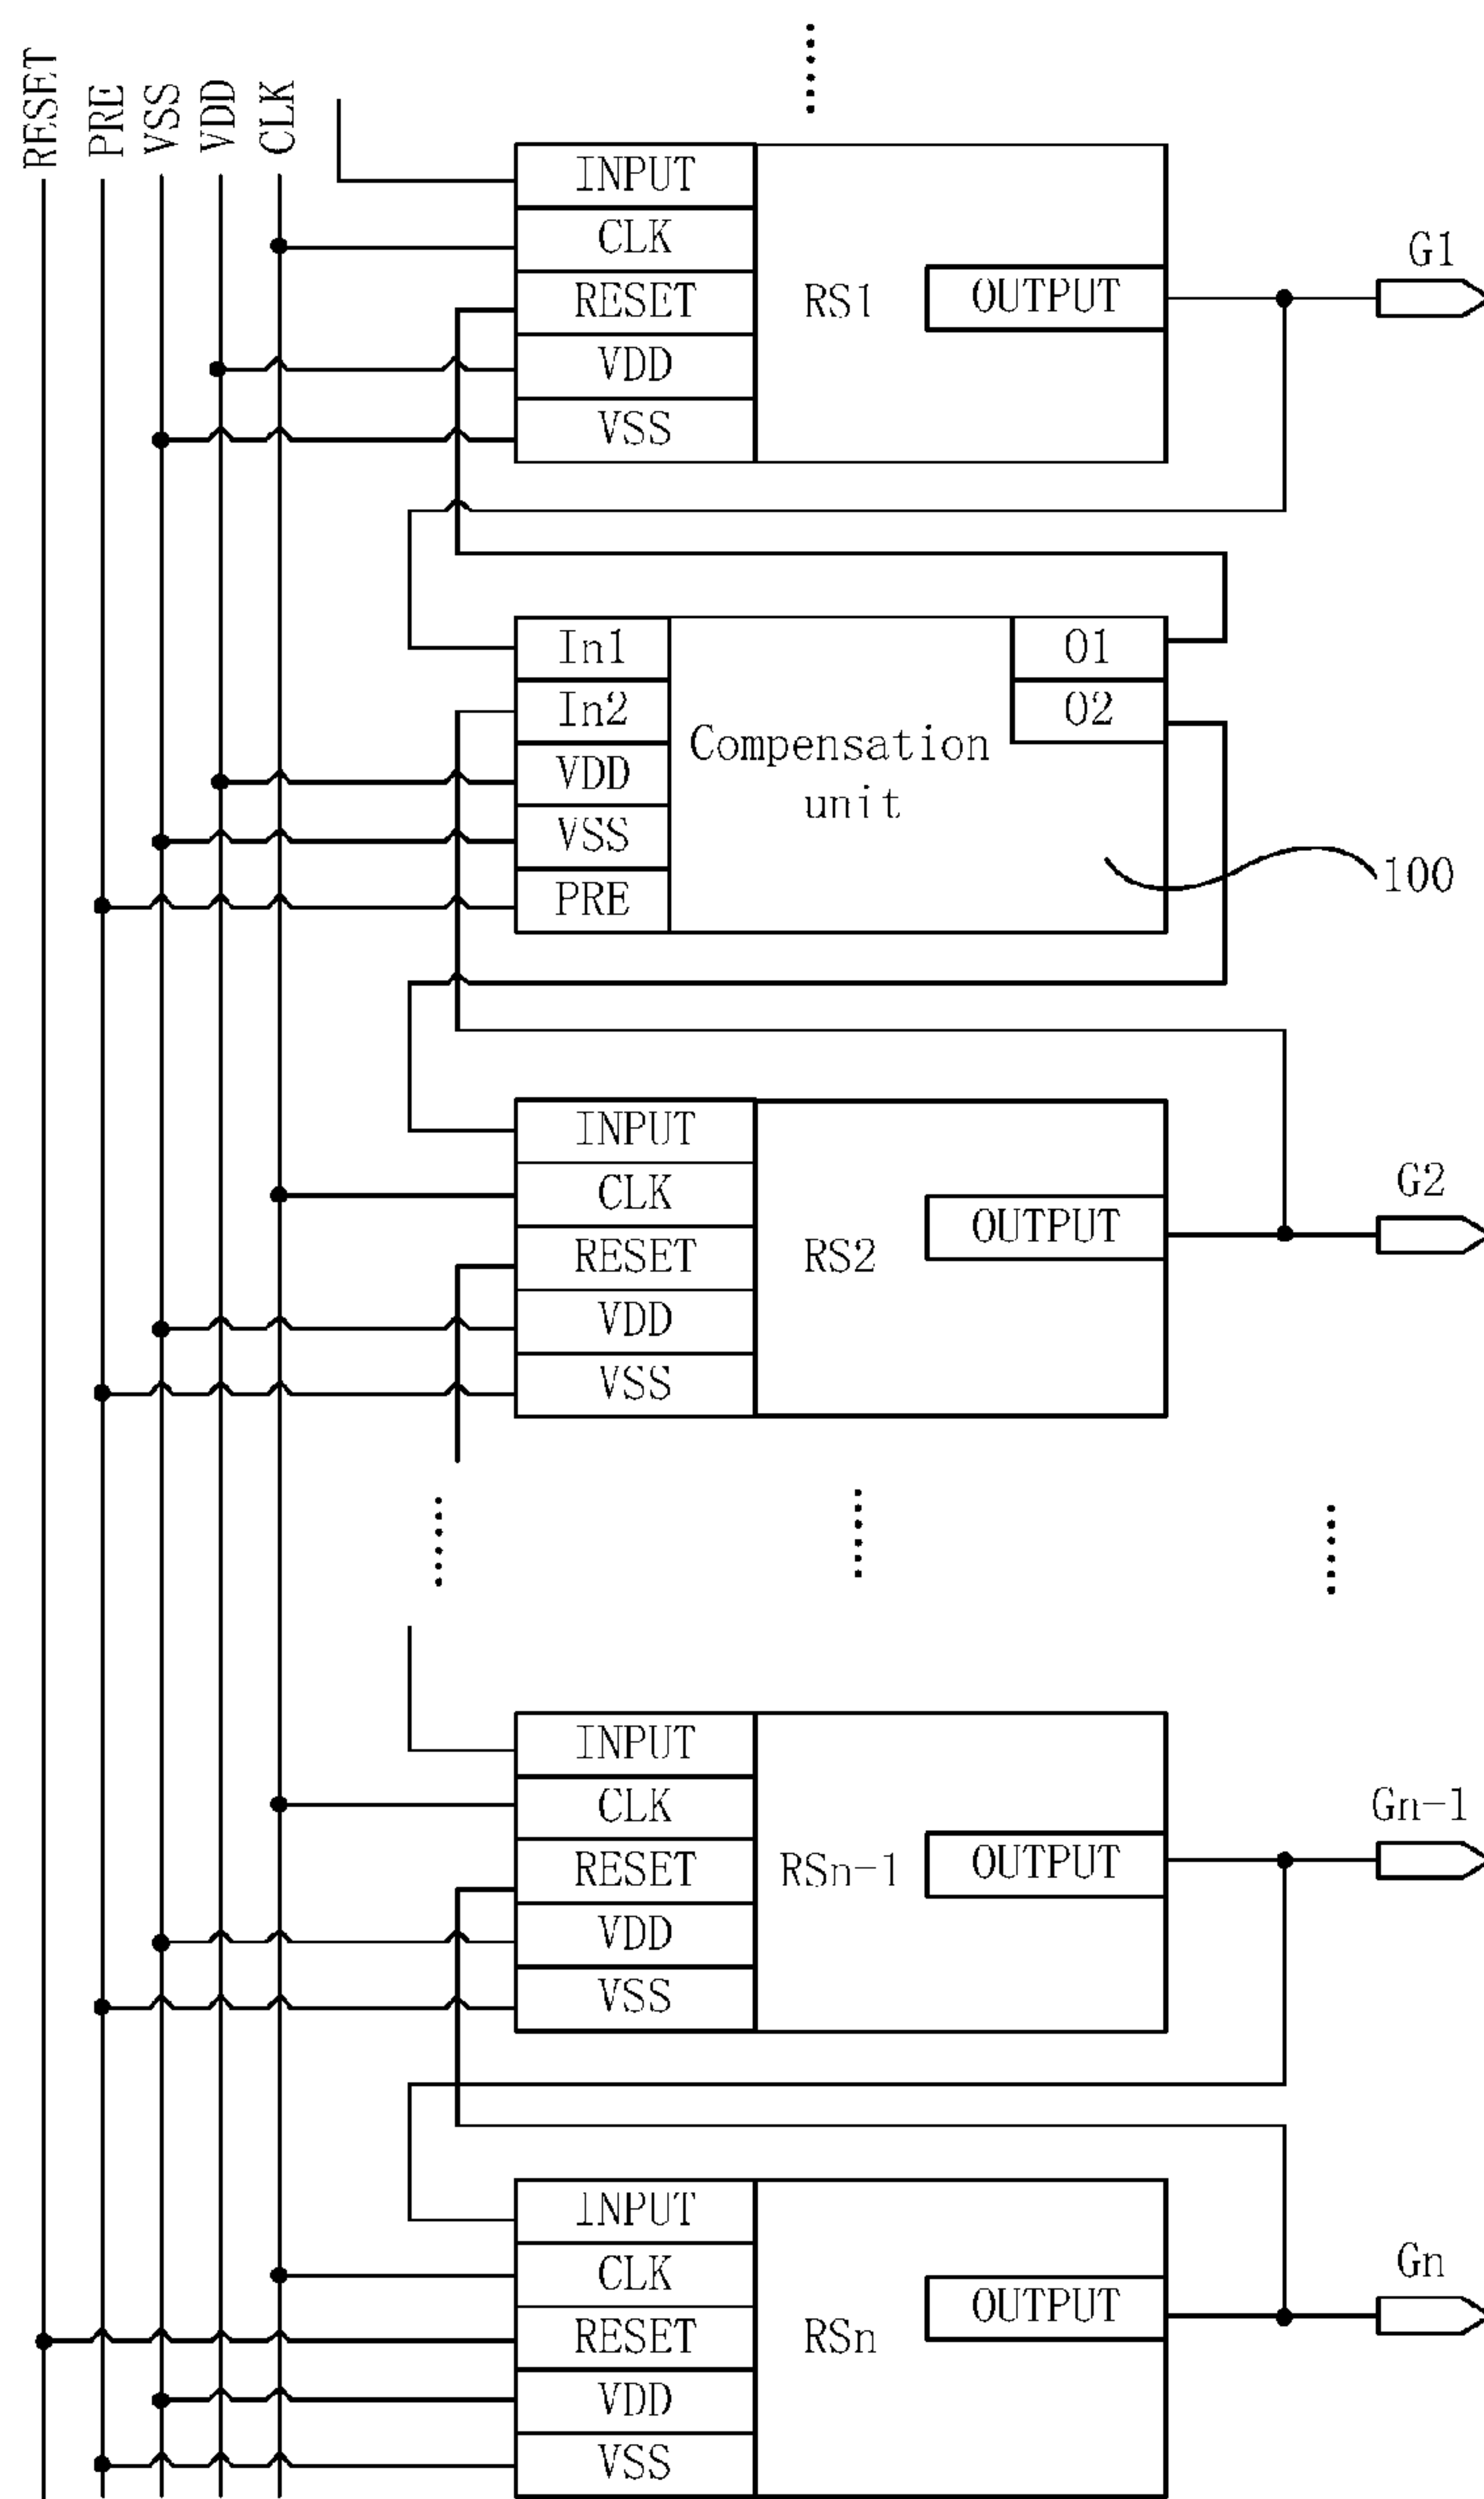 RESET
PRE
VSS
VDD
CLK
INPUT
CLK
RESET
VDD
VSS
RS1
OUTPUT
G1
In1
In2
VDD
VSS
PRE
Compensation
unit
O1
O2
100
INPUT
CLK
RESET
VDD
VSS
RS2
OUTPUT
G2
INPUT
CLK
RESET
VDD
VSS
RSn-1
OUTPUT
Gn-1
INPUT
CLK
RESET
VDD
VSS
RSn
OUTPUT
Gn